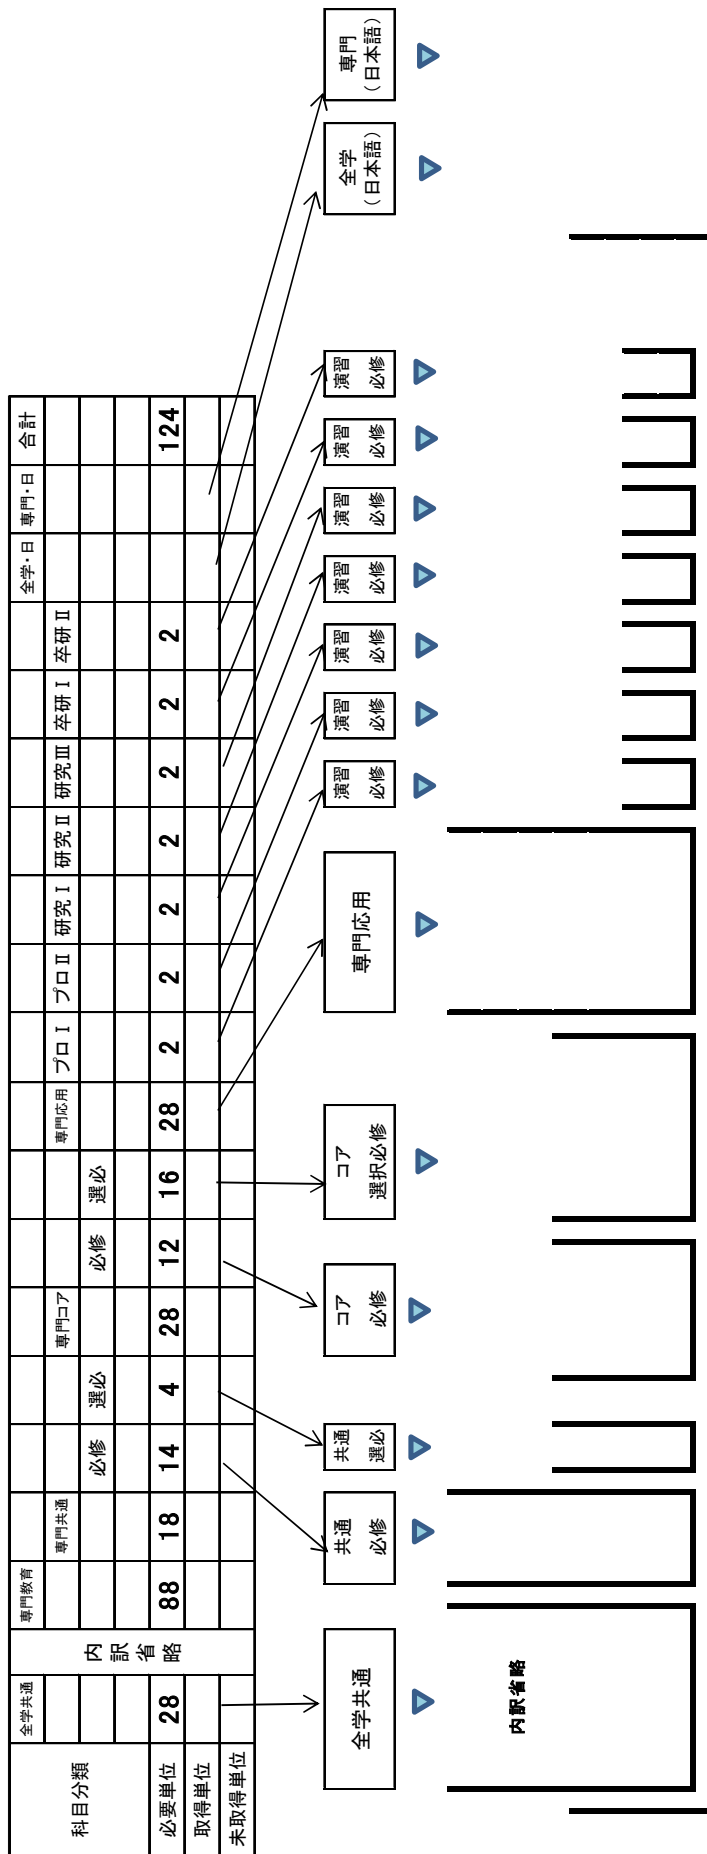 科目分類
全学共通
専門教育
全学・日
専門・日
合計
内訳省略
専門共通
専門コア
専門応用
プロⅠ
プロⅡ
研究Ⅰ
研究Ⅱ
研究Ⅲ
卒研Ⅰ
卒研Ⅱ
必修
選必
必修
選必
必要単位
28
88
18
14
4
28
12
16
28
2
2
2
2
2
2
2
124
取得単位
未取得単位
全学共通
共通
必修
共通
選必
コア
必修
コア
選択必修
専門応用
演習
必修
演習
必修
演習
必修
演習
必修
演習
必修
演習
必修
演習
必修
全学
（日本語）
専門
（日本語）
内訳省略